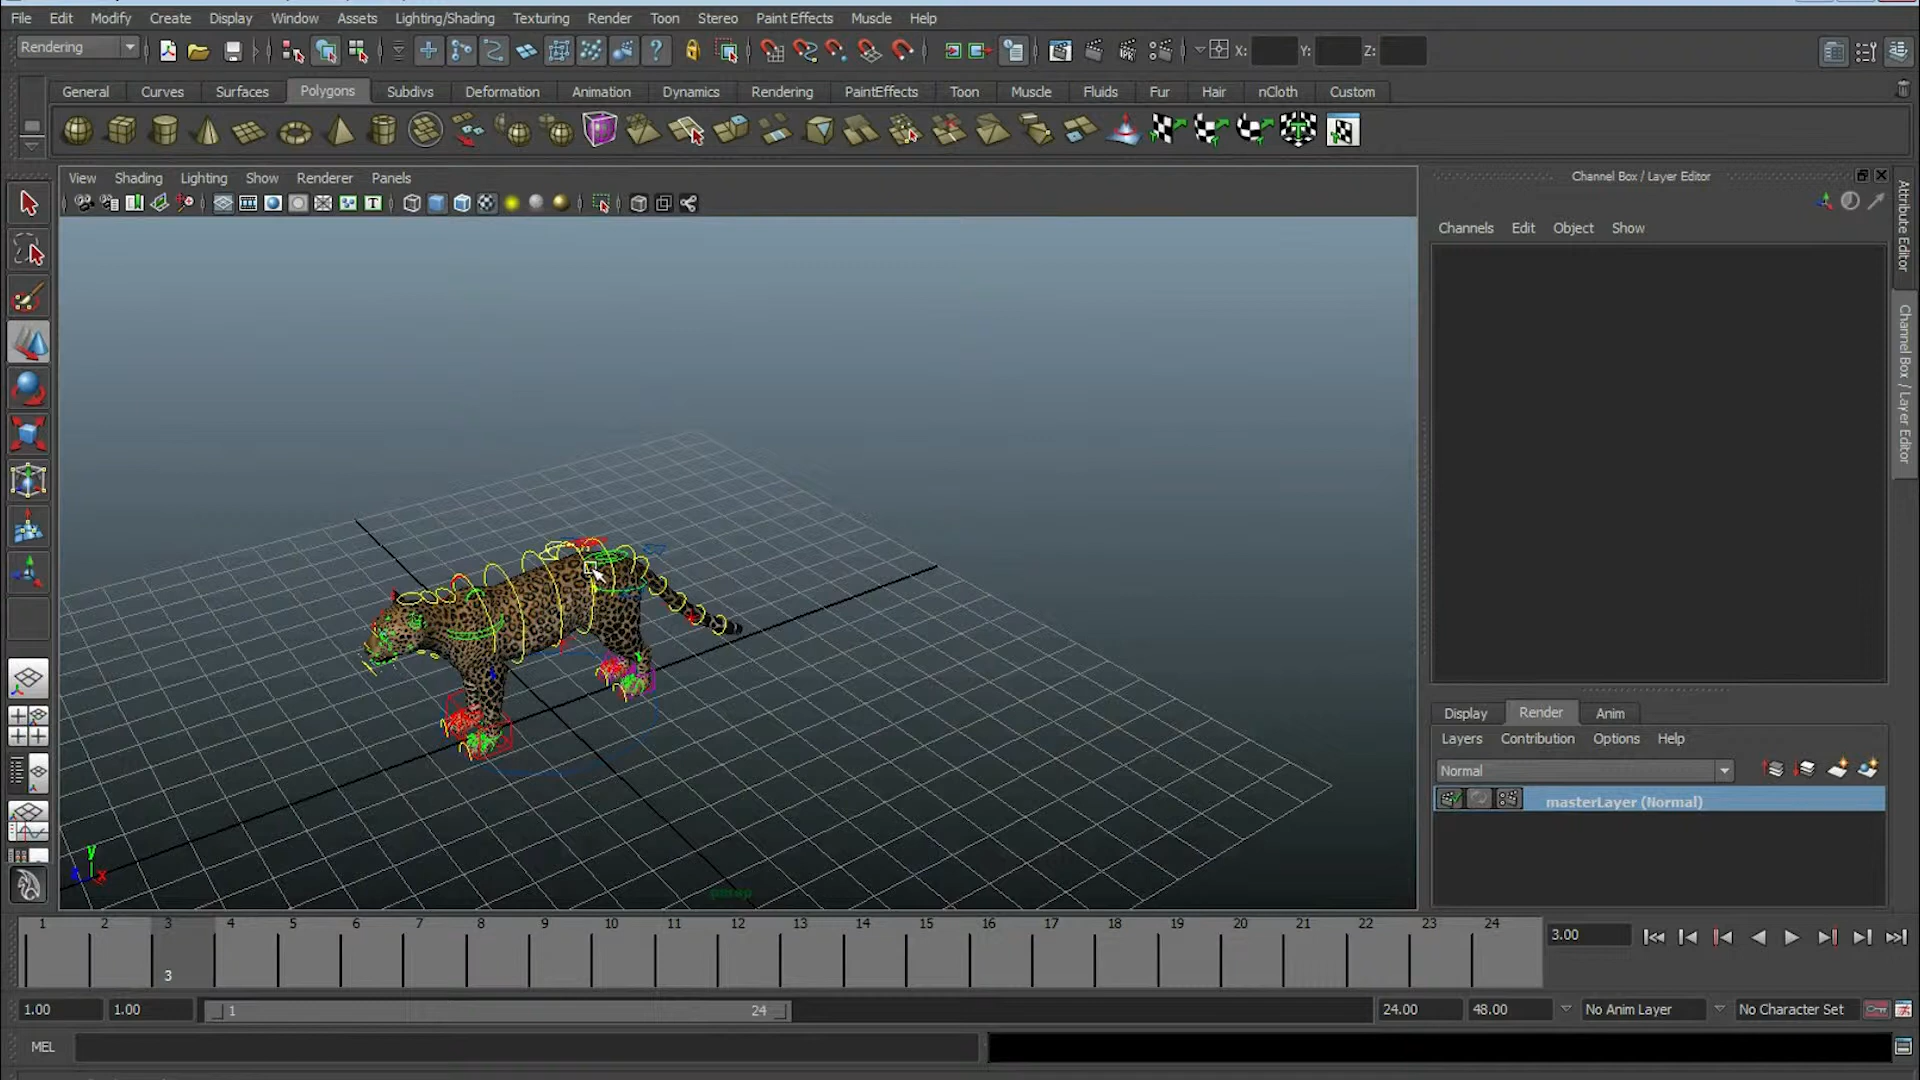 File Edit Modify Create Display Window Assets Lighting/Shading Texturing Render Toon Stereo Paint Effects Muscle Help
Rendering X: Y: Z:
General Curves Surfaces Polygons Subdivs Deformation Animation Dynamics Rendering PaintEffects Toon Muscle Fluids Fur Hair nCloth Custom
View Shading Lighting Show Renderer Panels
Channel Box / Layer Editor
Channels Edit Object Show
Attribute Editor
Channel Box / Layer Editor
Display Render Anim
Layers Contribution Options Help
Normal
masterLayer (Normal)
y
x
persp
1 2 3 4 5 6 7 8 9 10 11 12 13 14 15 16 17 18 19 20 21 22 23 24
3
3.00
1.00 1.00 1 24 24.00 48.00 No Anim Layer No Character Set
MEL